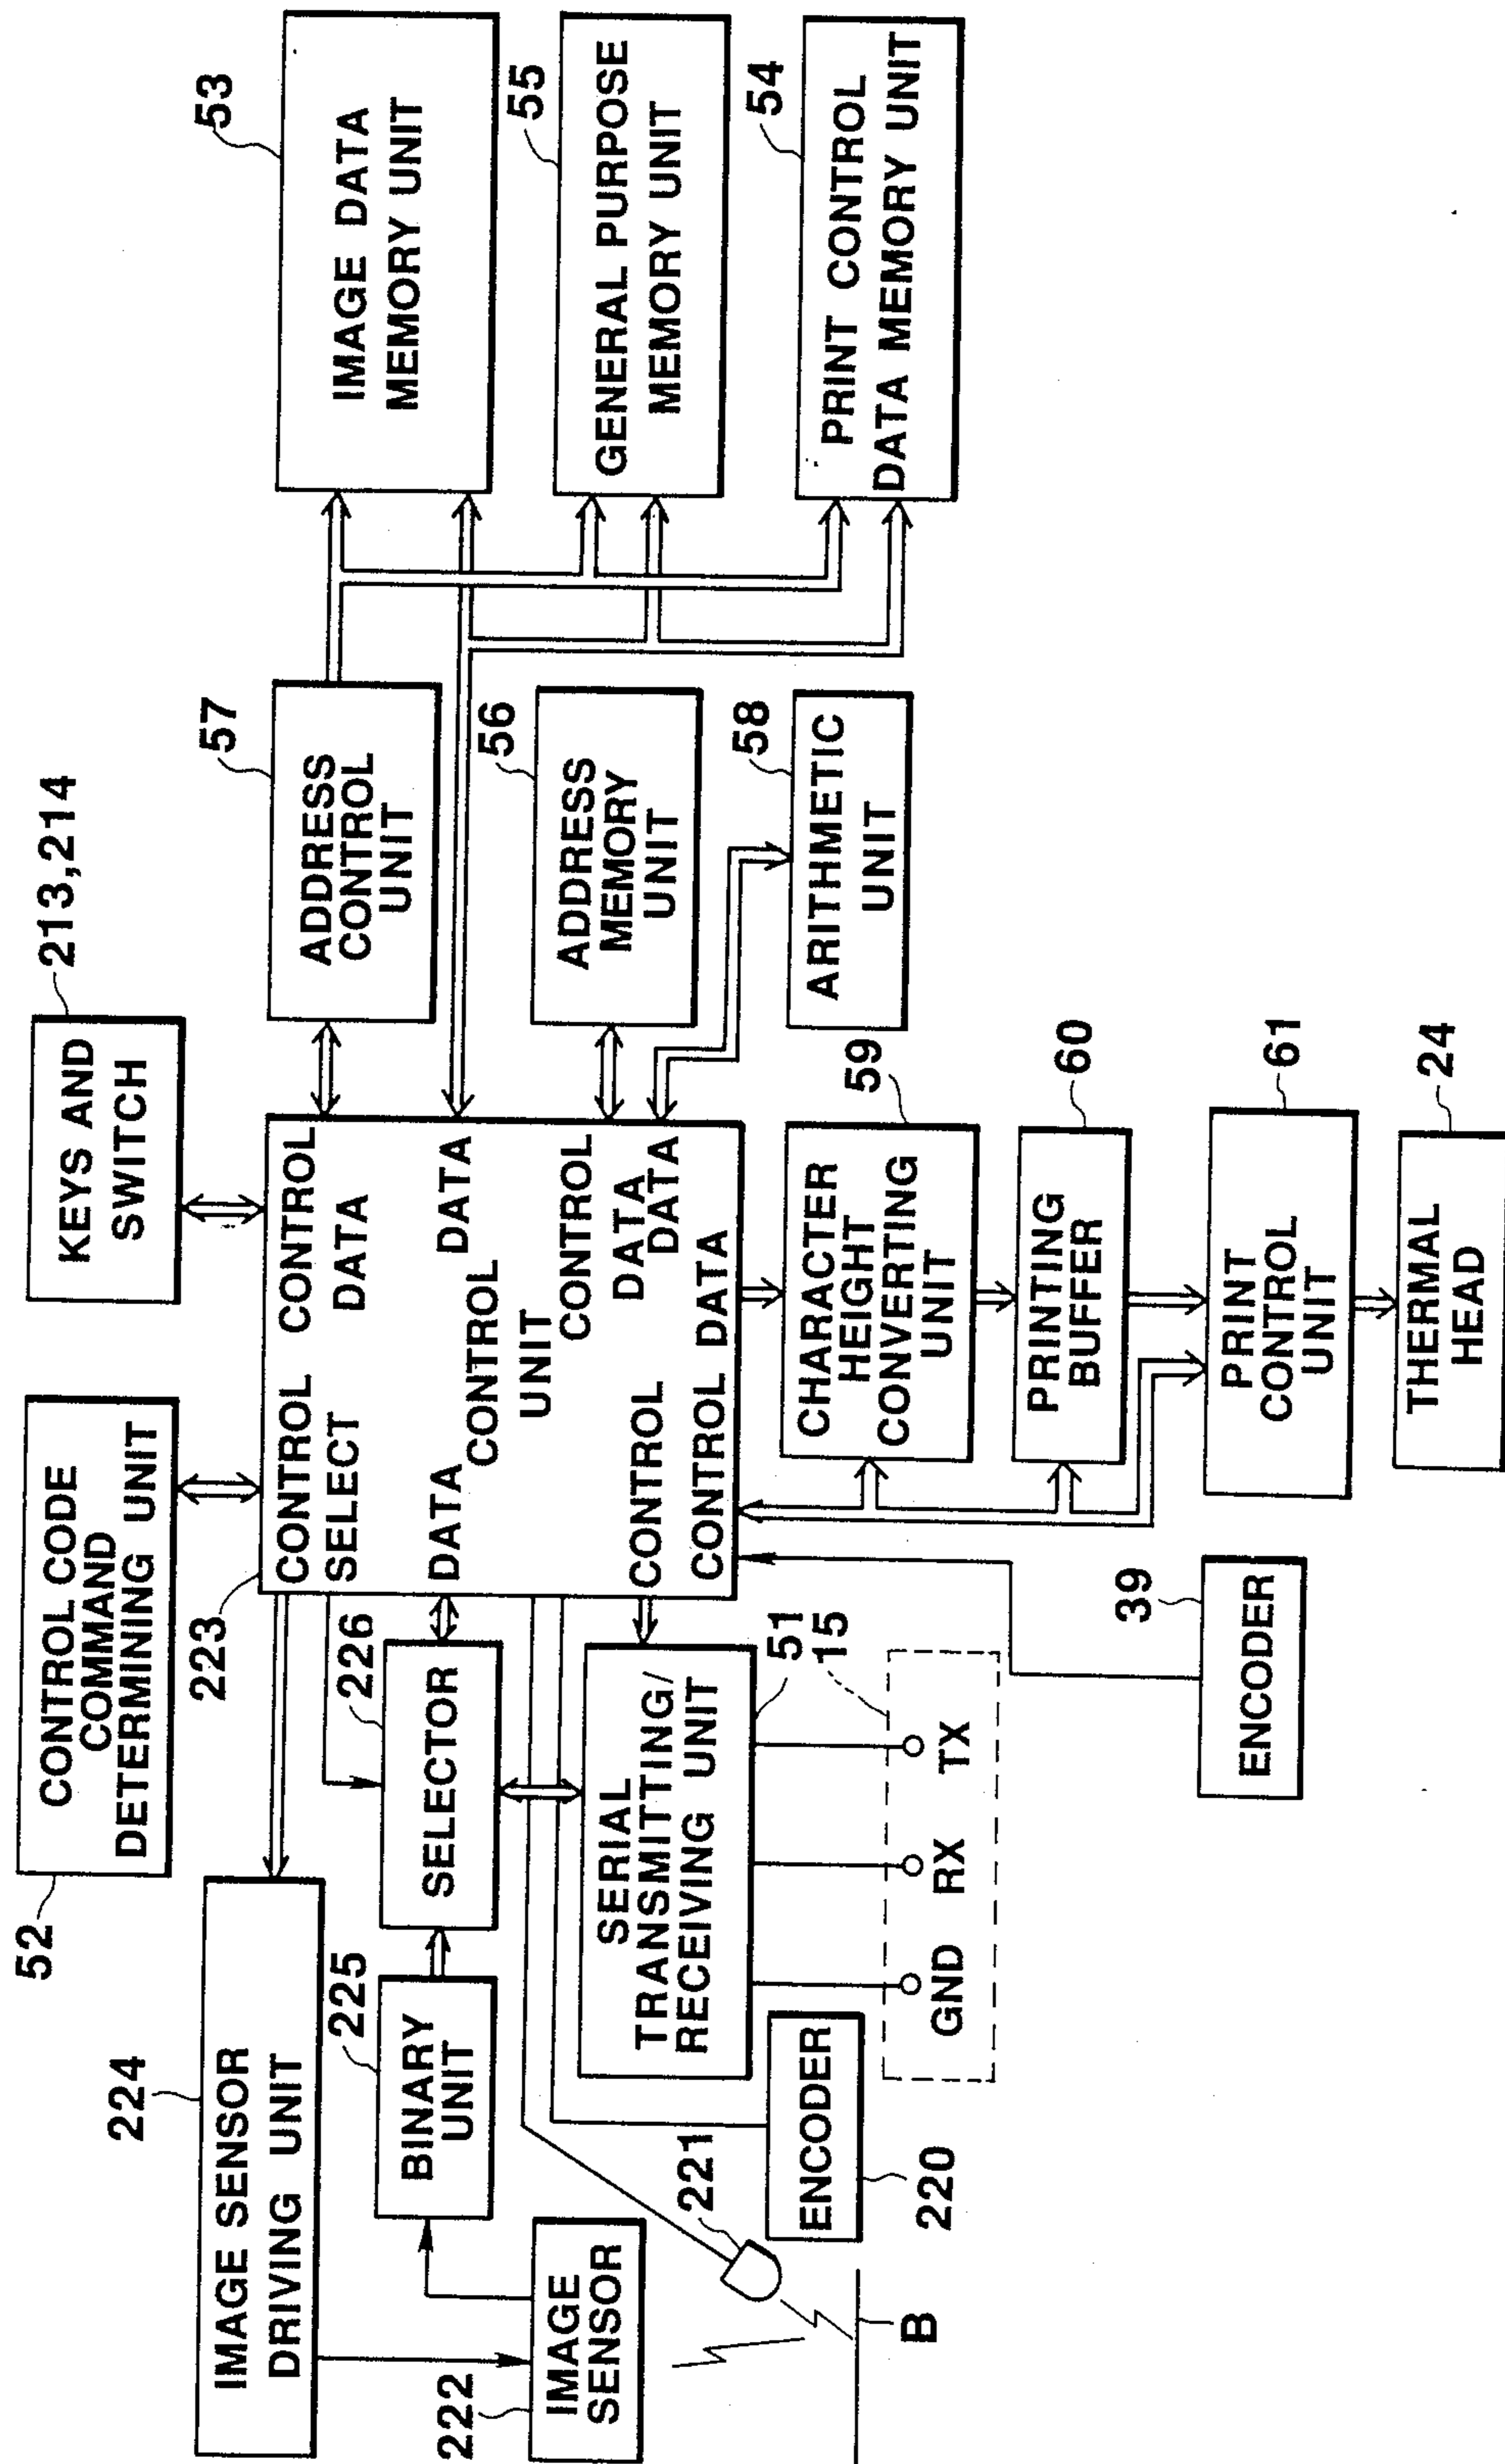 213,214
KEYS AND
SWITCH
52
CONTROL CODE
COMMAND
DETERMINING UNIT
223
224
IMAGE SENSOR
DRIVING UNIT
CONTROL
SELECT
CONTROL
DATA
DATA
DATA
CONTROL
UNIT
CONTROL
DATA
DATA
CONTROL
CONTROL
DATA
57
ADDRESS
CONTROL
UNIT
53
IMAGE DATA
MEMORY UNIT
225
BINARY
UNIT
226
SELECTOR
56
ADDRESS
MEMORY
UNIT
55
GENERAL PURPOSE
MEMORY UNIT
222
IMAGE
SENSOR
SERIAL
TRANSMITTING/
RECEIVING UNIT
51
15
GND
RX
TX
58
ARITHMETIC
UNIT
54
PRINT CONTROL
DATA MEMORY UNIT
221
ENCODER
220
B
59
CHARACTER
HEIGHT
CONVERTING
UNIT
60
PRINTING
BUFFER
39
ENCODER
61
PRINT
CONTROL
UNIT
24
THERMAL
HEAD